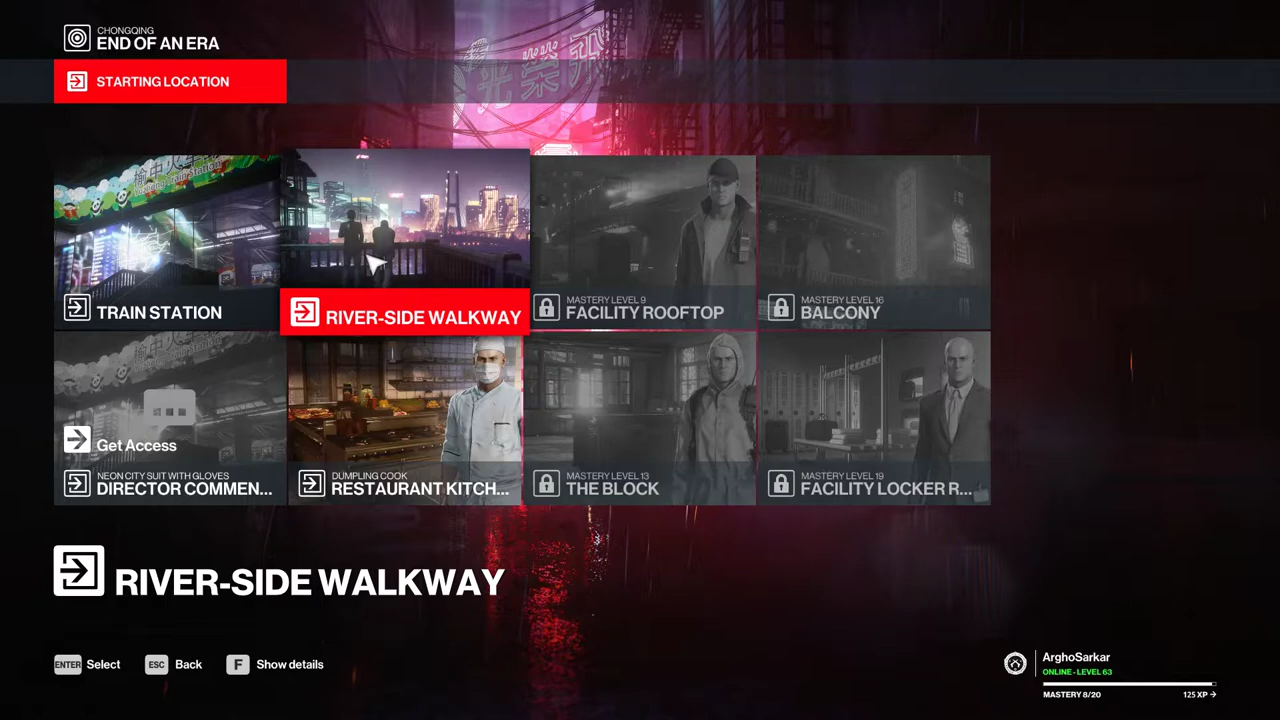 CHONGQING
END OF AN ERA
STARTING LOCATION
TRAIN STATION
RIVER-SIDE WALKWAY
MASTERY LEVEL 9
FACILITY ROOFTOP
MASTERY LEVEL 16
BALCONY
Get Access
NEON CITY SUIT WITH GLOVES
DIRECTOR COMMEN...
DUMPLING COOK
RESTAURANT KITCH...
MASTERY LEVEL 13
THE BLOCK
MASTERY LEVEL 19
FACILITY LOCKER R...
RIVER-SIDE WALKWAY
ENTER Select
ESC Back
F Show details
ArghoSarkar
ONLINE - LEVEL 63
MASTERY 8/20
125 XP